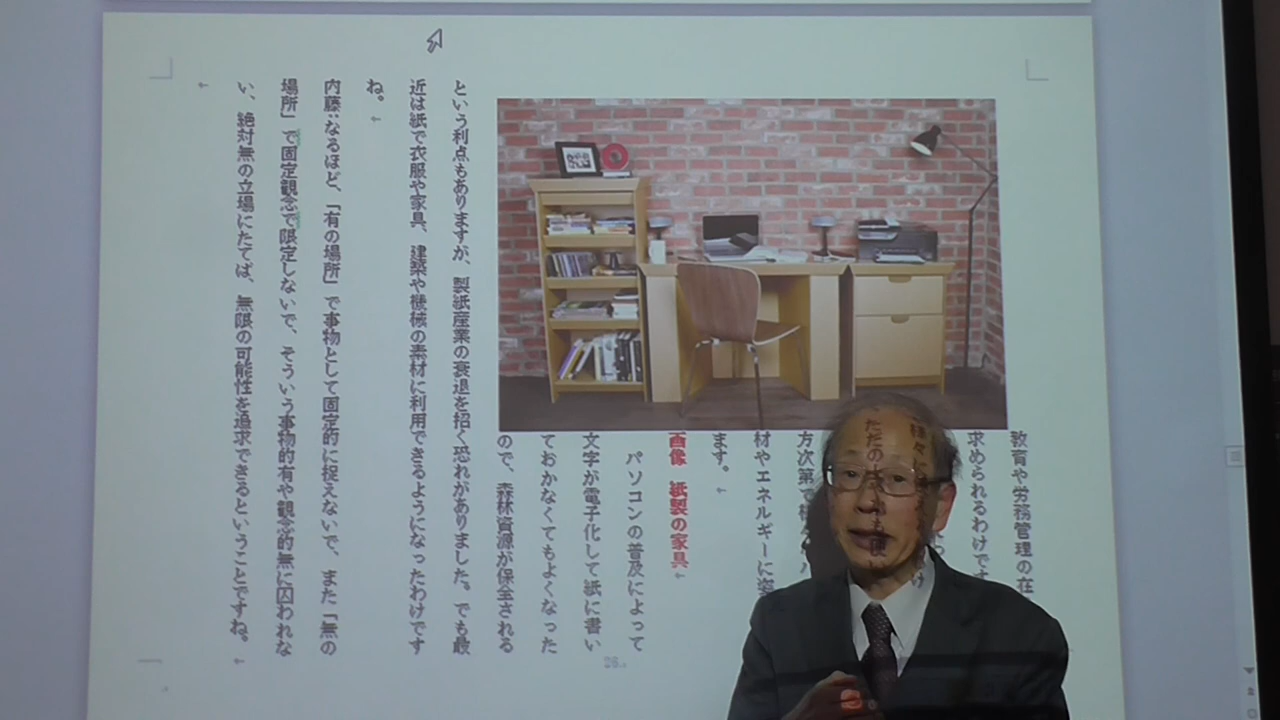 教育や労務管理の在
求められるわけです
様々に
ただの
方次第で
材やエネルギーに
ます。
画像　紙製の家具
パソコンの普及によって
文字が電子化して紙に書い
ておかなくてもよくなった
ので、森林資源が保全される
という利点もありますが、製紙産業の衰退を招く恐れがありました。でも最
近は紙で衣服や家具、建築や機械の素材に利用できるようになったわけです
ね。
内藤:なるほど、「有の場所」で事物として固定的に捉えないで、また「無の
場所」で固定観念で限定しないで、そういう事物的有や観念的無に囚われな
い、絶対無の立場にたてば、無限の可能性を追求できるということですね。